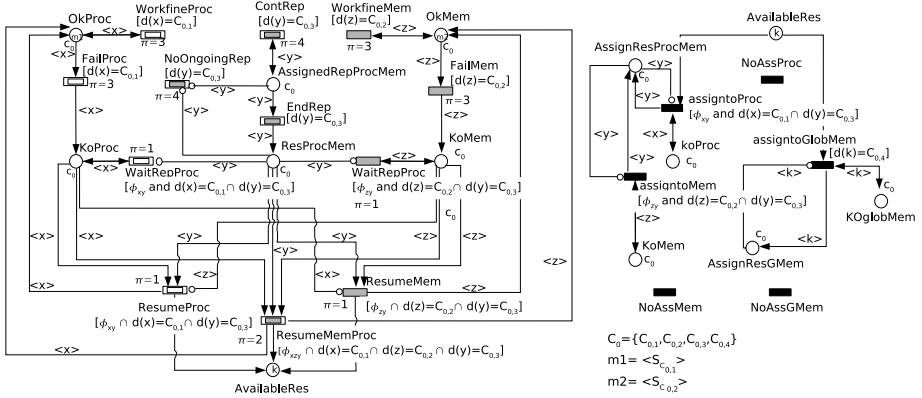 OkProc
WorkfineProc
[d(x)=C0,1]
π=3
ContRep
[d(y)=C0,3]
π=4
WorkfineMem
[d(z)=C0,2]
π=3
OkMem
m
c0
<x>
<x>
FailProc
[d(x)=C0,1]
π=3
NoOngoingRep
[d(y)=C0,3]
π=4
<y>
<y>
AssignedRepProcMem
c0
<y>
EndRep
[d(y)=C0,3]
<y>
<z>
m
c0
<z>
FailMem
[d(z)=C0,2]
π=3
<x>
<z>
KoProc
c0
<x>
π=1
WaitRepProc
[ϕxy and d(x)=C0,1∩ d(y)=C0,3]
<y>
ResProcMem
c0
<y>
WaitRepProc
[ϕzy and d(z)=C0,2∩ d(y)=C0,3]
π=1
<z>
KoMem
c0
c0
<x>
<x>
<x>
<y>
<y>
<y>
<z>
<z>
<z>
π=1
<z>
ResumeProc
[ϕxy ∩ d(x)=C0,1∩ d(y)=C0,3]
<x>
π=1
ResumeMem
<z>
[ϕzy ∩ d(z)=C0,2∩ d(y)=C0,3]
π=2
ResumeMemProc
[ϕxzy ∩ d(x)=C0,1∩ d(z)=C0,2 ∩ d(y)=C0,3]
<x>
k
AvailableRes
AvailableRes
k
AssignResProcMem
c0
<y>
<y>
NoAssProc
assigntoProc
[ϕxy and d(x)=C0,1∩ d(y)=C0,3]
<x>
koProc
c0
<y>
<y>
assigntoGlobMem
[d(k)=C0,4]
<k>
<k>
KOglobMem
c0
assigntoMem
[ϕzy and d(z)=C0,2∩ d(y)=C0,3]
<z>
KoMem
c0
<k>
c0
AssignResGMem
NoAssMem
NoAssGMem
C0={C0,1,C0,2,C0,3,C0,4}
m1= <SC0,1>
m2= <SC0,2>